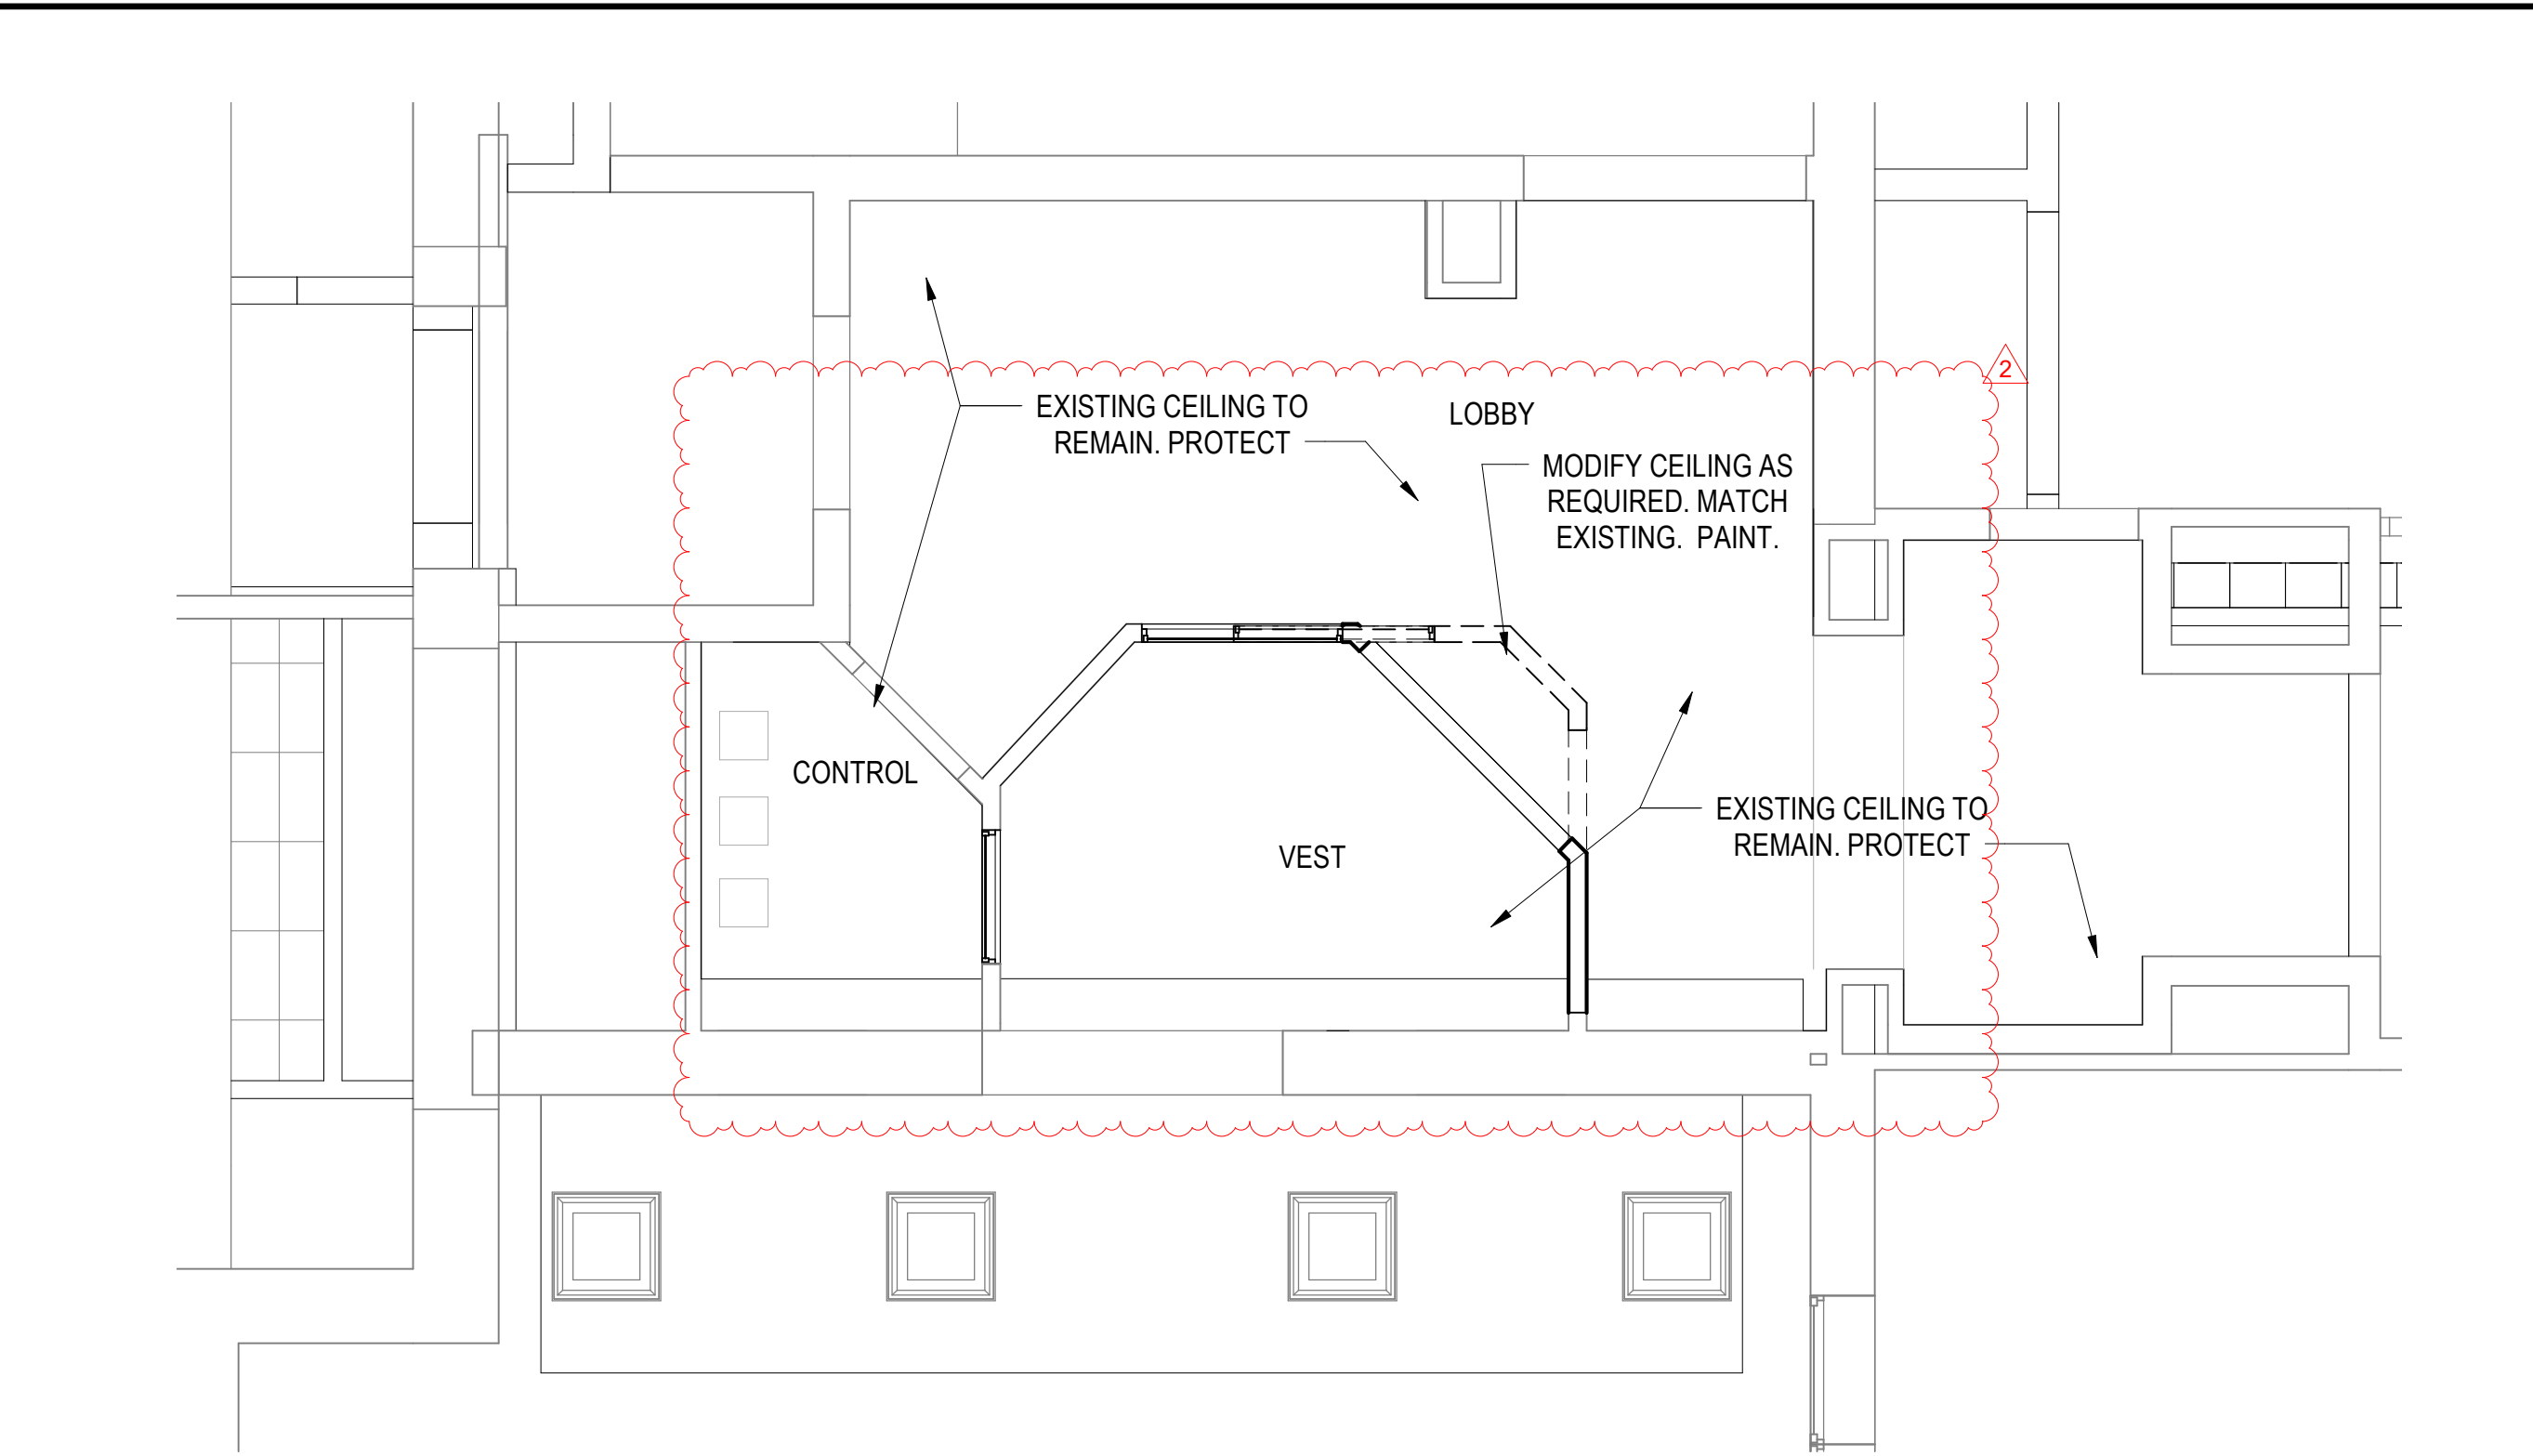 2
EXISTING CEILING TO
REMAIN. PROTECT
LOBBY
MODIFY CEILING AS
REQUIRED. MATCH
EXISTING.  PAINT.
CONTROL
EXISTING CEILING TO
REMAIN. PROTECT
VEST